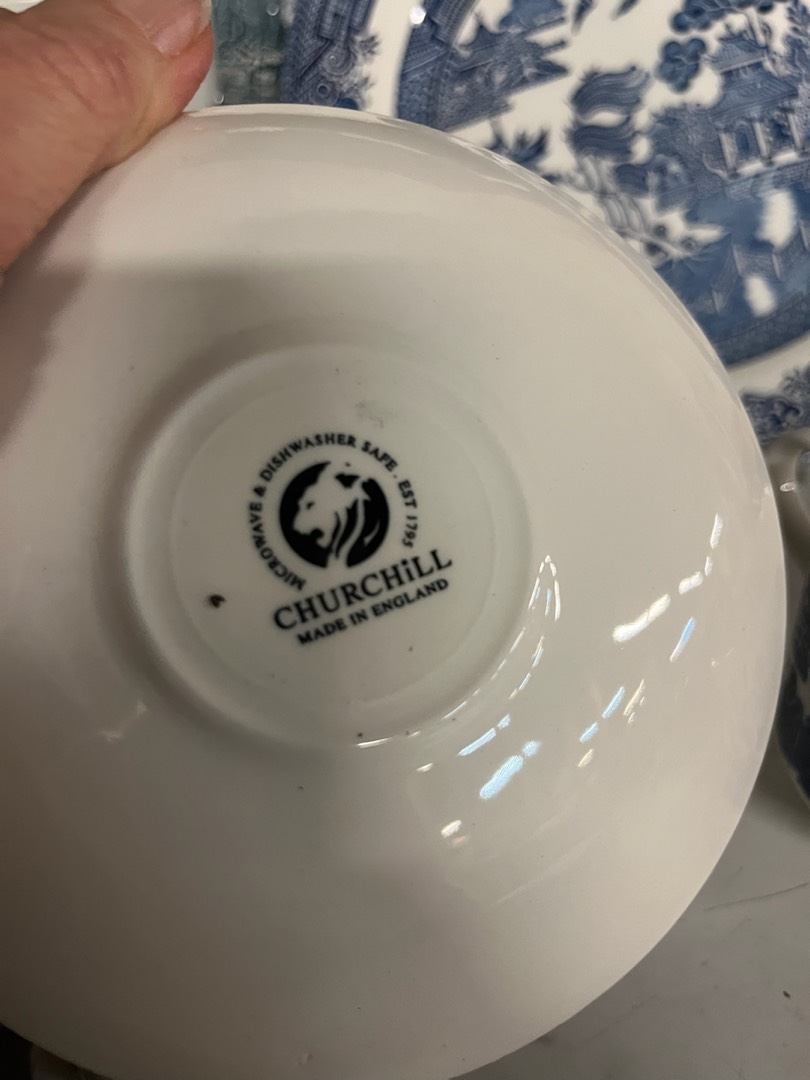 MICROWAVE & DISHWASHER SAFE . EST 1795
CHURCHiLL
MADE IN ENGLAND